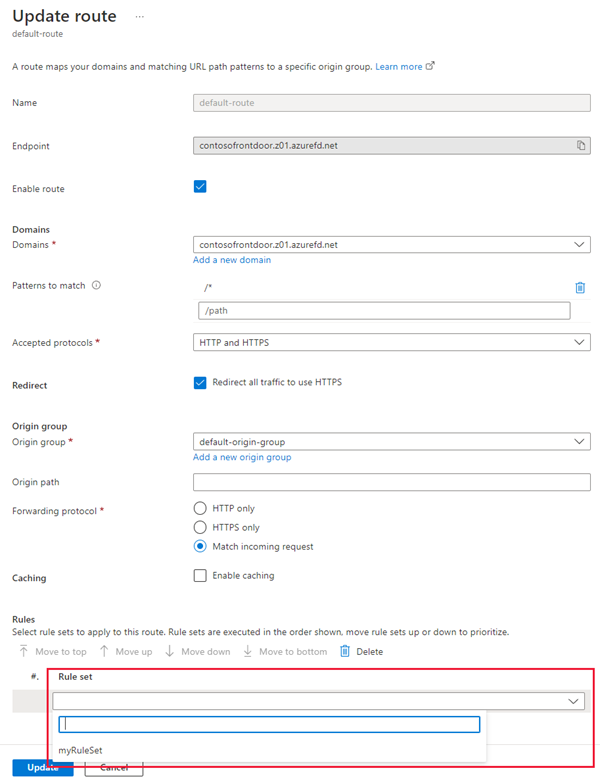 Update route ...
default-route
A route maps your domains and matching URL path patterns to a specific origin group. Learn more
Name default-route
Endpoint contosofrontdoor.z01.azurefd.net
Enable route
Domains
Domains * contosofrontdoor.z01.azurefd.net
Add a new domain
Patterns to match /*
/path
Accepted protocols * HTTP and HTTPS
Redirect Redirect all traffic to use HTTPS
Origin group
Origin group * default-origin-group
Add a new origin group
Origin path
Forwarding protocol * HTTP only
HTTPS only
Match incoming request
Caching Enable caching
Rules
Select rule sets to apply to this route. Rule sets are executed in the order shown, move rule sets up or down to prioritize.
Move to top Move up Move down Move to bottom Delete
#. Rule set
myRuleSet
Update Cancel